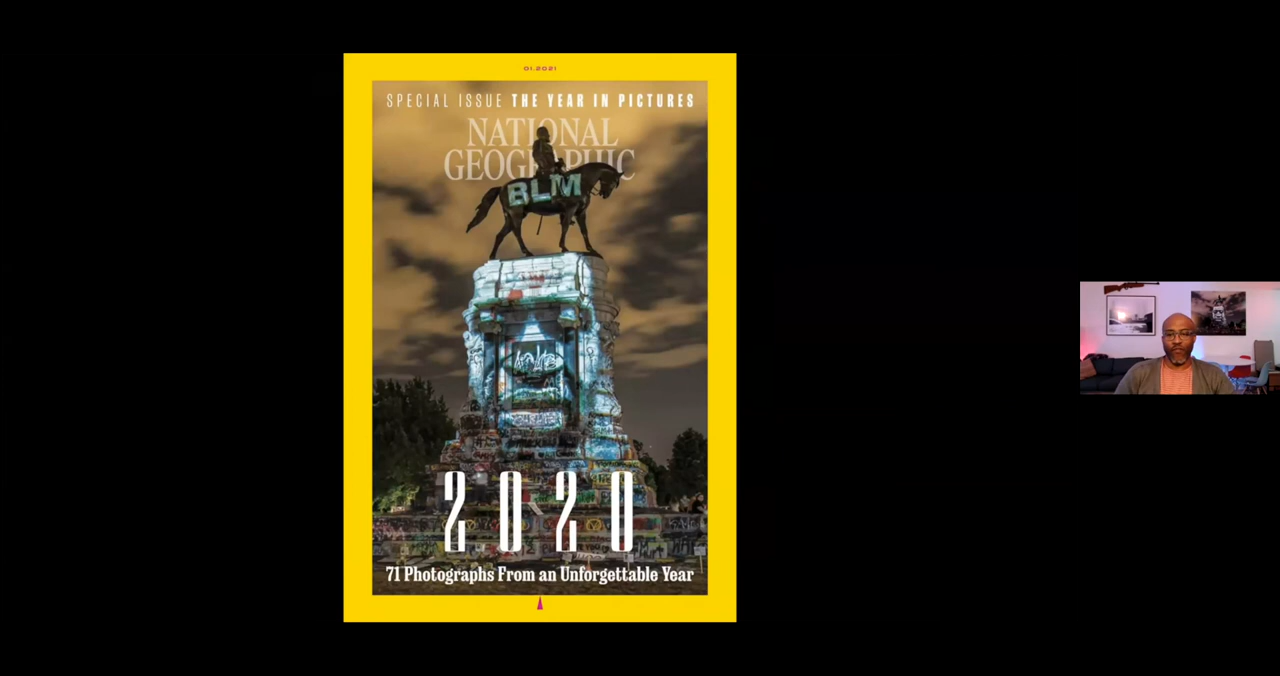 01.2021
SPECIAL ISSUE THE YEAR IN PICTURES
NATIONAL
GEOGRAPHIC
BLM
2020
71 Photographs From an Unforgettable Year